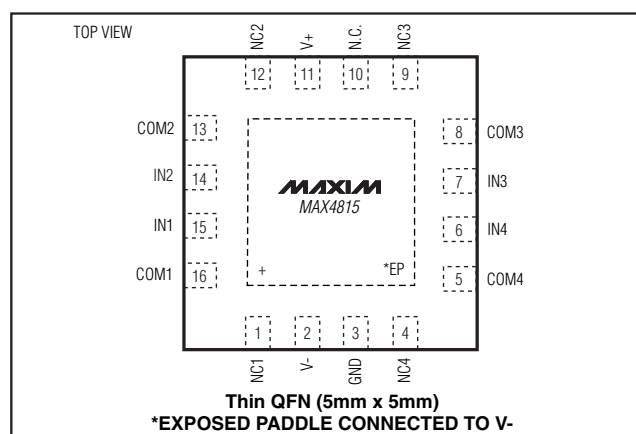 TOP VIEW
NC2 V+ N.C. NC3
12 11 10 9
COM2 13 8 COM3
IN2 14 7 IN3
IN1 15 6 IN4
COM1 16 5 COM4
MAXIM
MAX4815
+ *EP
1 2 3 4
NC1 V- GND NC4
Thin QFN (5mm x 5mm)
*EXPOSED PADDLE CONNECTED TO V-